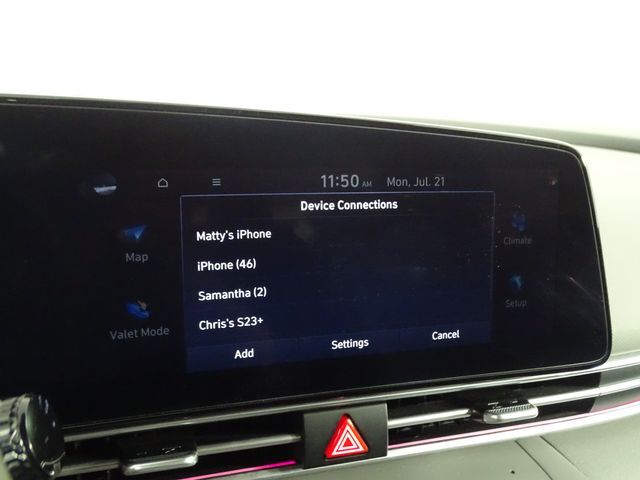 11:50 AM Mon, Jul. 21
Device Connections
Matty's iPhone
iPhone (46)
Samantha (2)
Chris's S23+
Add Settings Cancel
Map
Valet Mode
Climate
Setup